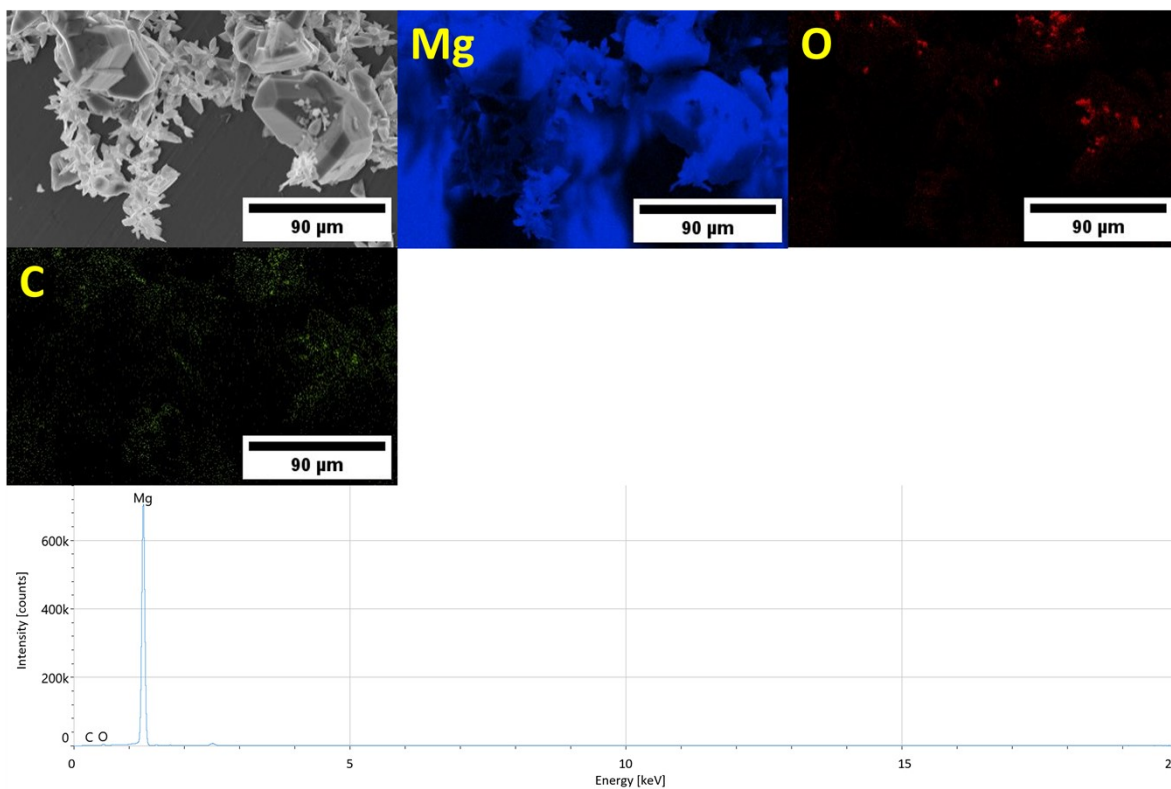 Mg
O
90 µm
90 µm
90 µm
C
90 µm
Mg
600k
400k
200k
0
C O
Intensity [counts]
0
5
10
15
2
Energy [keV]